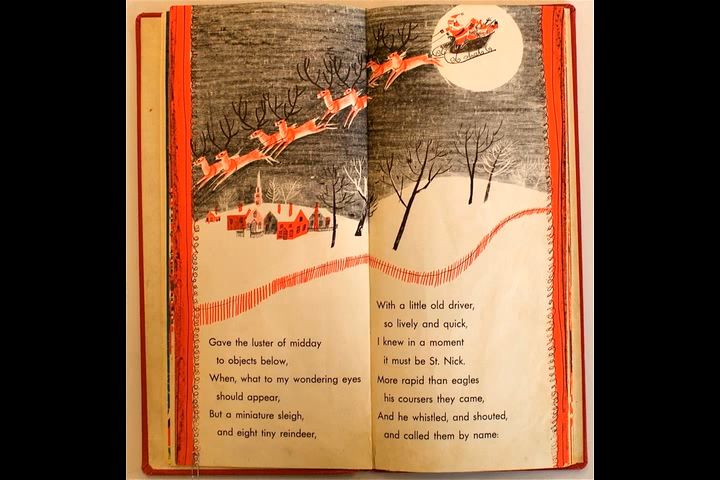 Gave the luster of midday
to objects below,
When, what to my wondering eyes
should appear,
But a miniature sleigh,
and eight tiny reindeer,
With a little old driver,
so lively and quick,
I knew in a moment
it must be St. Nick.
More rapid than eagles
his coursers they came,
And he whistled, and shouted,
and called them by name: